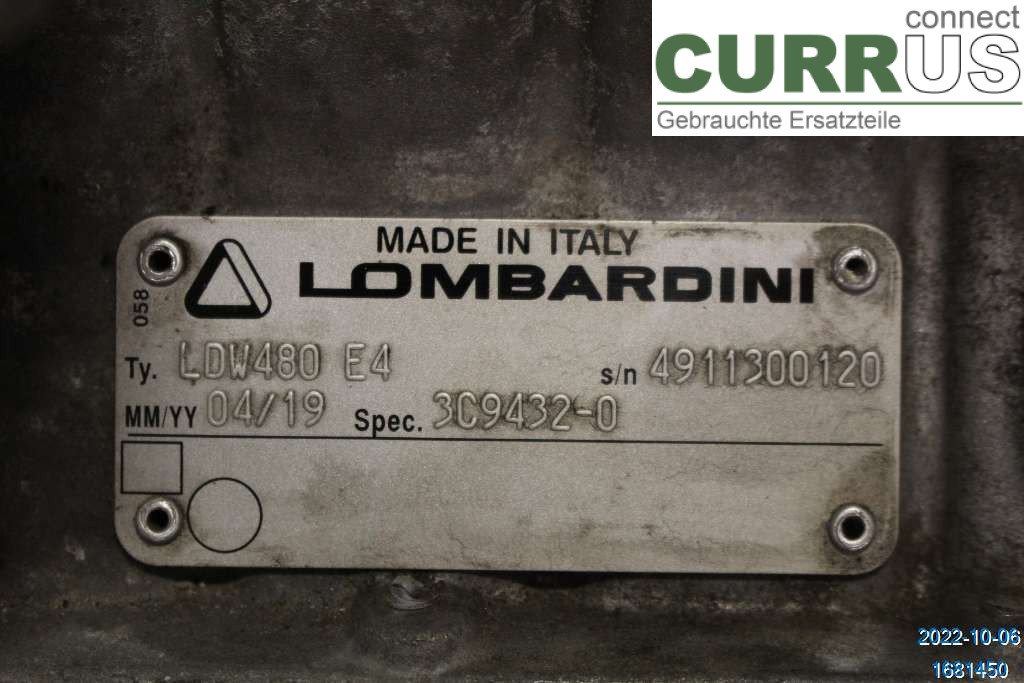 connect
CURRUS
Gebrauchte Ersatzteile
MADE IN ITALY
LOMBARDINI
058
Ty. LDW480 E4 s/n 4911300120
MM/YY 04/19 Spec. 3C9432-0
2022-10-06
1681450